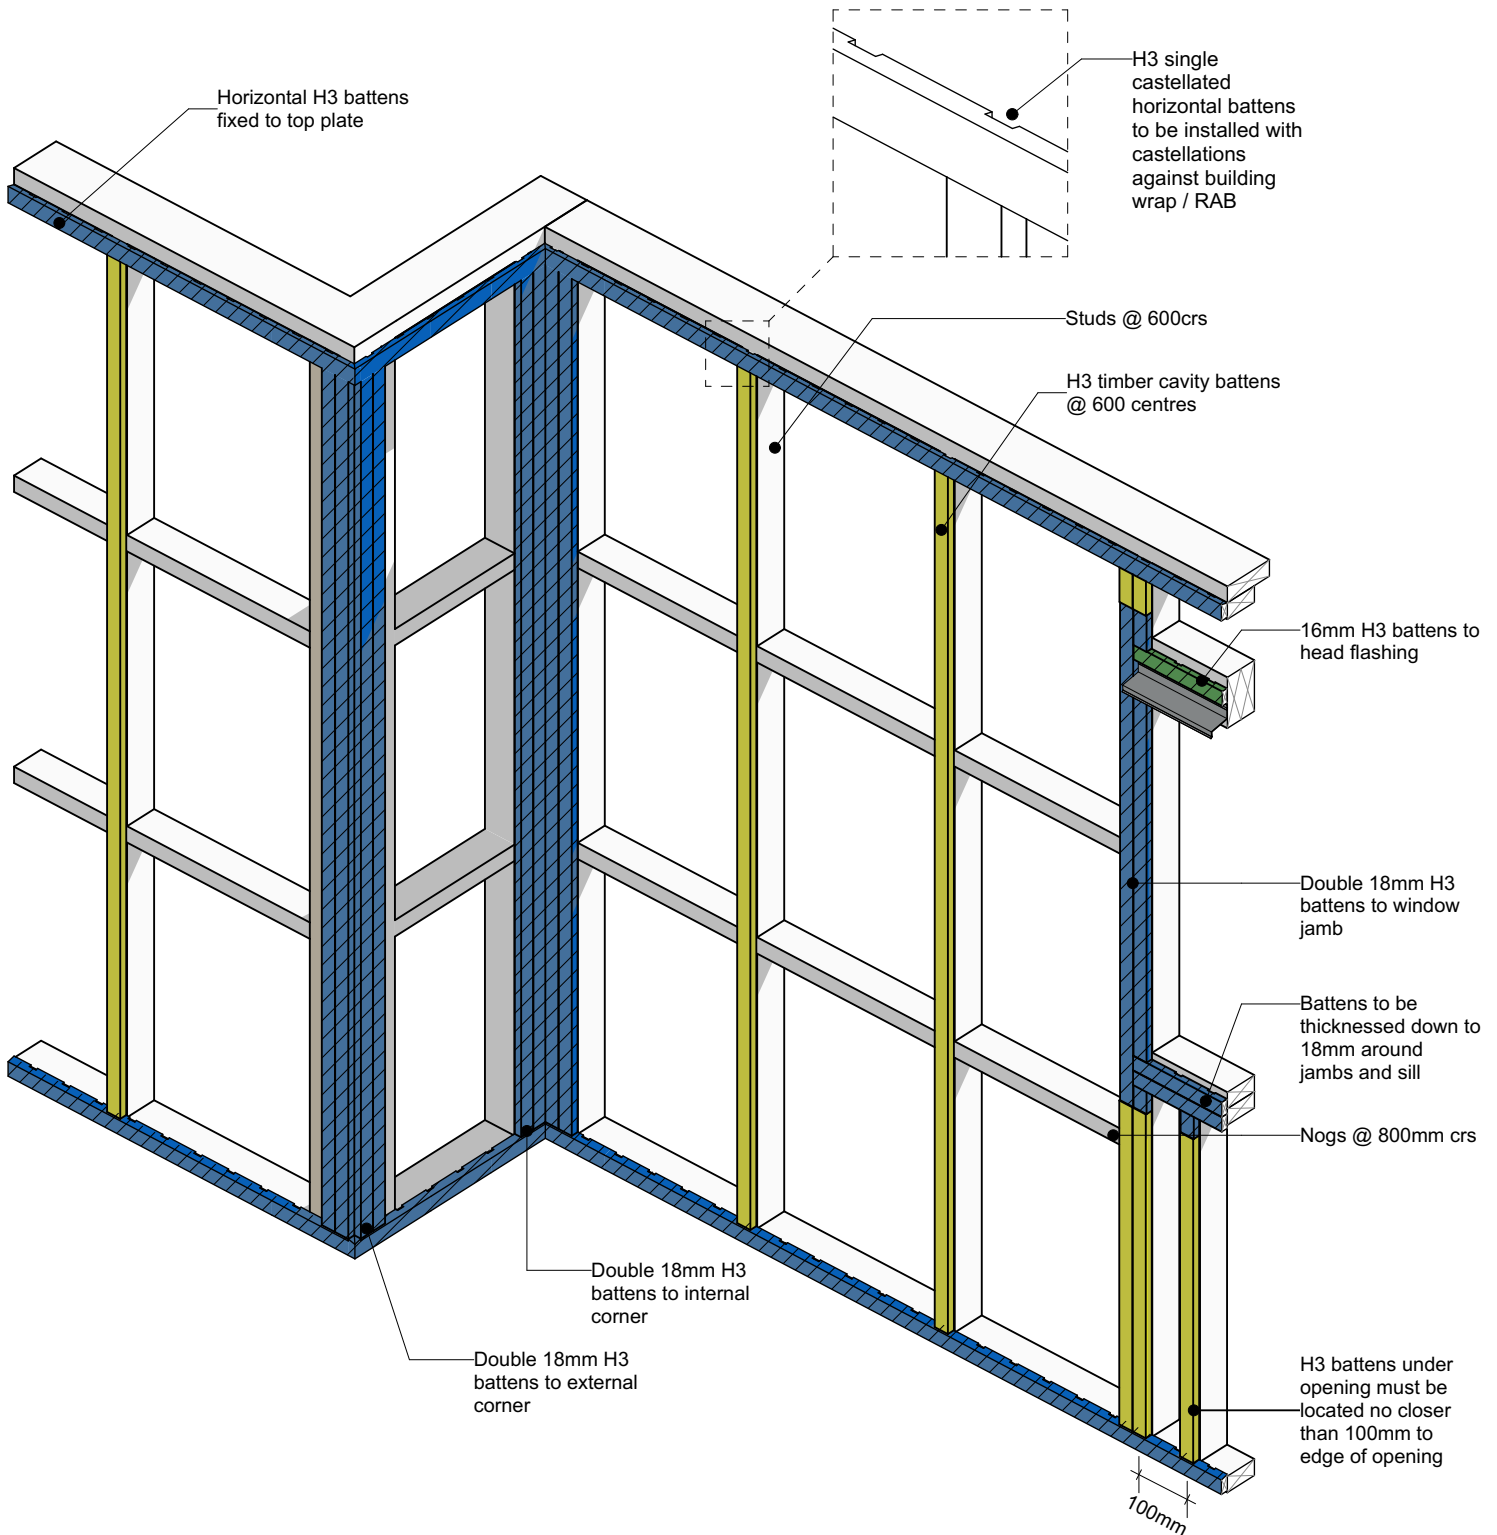 H3 single
castellated
horizontal battens
to be installed with
castellations
against building
wrap / RAB
Horizontal H3 battens
fixed to top plate
Studs @ 600crs
H3 timber cavity battens
@ 600 centres
16mm H3 battens to
head flashing
Double 18mm H3
battens to window
jamb
Battens to be
thicknessed down to
18mm around
jambs and sill
Nogs @ 800mm crs
Double 18mm H3
battens to internal
corner
Double 18mm H3
battens to external
corner
H3 battens under
opening must be
located no closer
than 100mm to
edge of opening
100mm